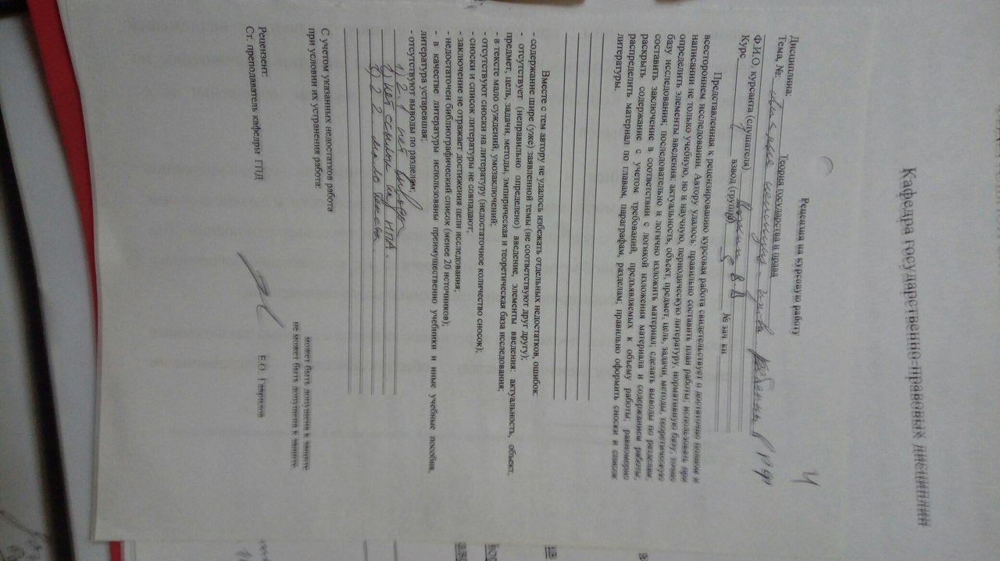 Кафедра государственно-правовых дисциплин
4
Рецензия на курсовую работу
Дисциплина: Теория государства и права
Тема, №: права ребенка в РФ
Ф.И.О. курсанта (слушателя) В.А
Курс 1 взвод (группа) 5 № зач. кн.
Представленная к рецензированию курсовая работа свидетельствует о достаточно полном и
всестороннем исследовании. Автору удалось: правильно составить план работы; использовать при
написании не только учебную, но и научную, периодическую литературу, нормативную базу; точно
определить элементы введения: актуальность, объект, предмет, цель, задачи, методы, теоретическую
базу исследования; последовательно и логично изложить материал; сделать выводы по разделам;
составить заключение в соответствии с логикой изложения материала и содержанием работы;
раскрыть содержание с учетом требований, предъявляемых к объему работы; равномерно
распределить материал по главам, параграфам, разделам; правильно оформить сноски и список
литературы.
Вместе с тем автору не удалось избежать отдельных недостатков, ошибок:
- содержание шире (уже) заявленной темы (не соответствуют друг другу);
- отсутствует (неправильно определено) введение, элементы введения: актуальность, объект,
предмет, цель, задачи, методы, эмпирическая и теоретическая база исследования;
- в тексте мало суждений, умозаключений;
- отсутствуют сноски на литературу (недостаточное количество сносок);
- сноски и список литературы не совпадают;
- заключение не отражает достижения цели исследования;
- недостаточен библиографический список (менее 20 источников);
- в качестве литературы использованы преимущественно учебники и иные учебные пособия,
литература устаревшая;
- отсутствуют выводы по разделам;
1) 2.1 нет вывода
2) нет ссылки на НПА.
3) 2.2. мало текста.
С учетом указанных недостатков работа
при условии их устранения работа:
может быть допущена к защите
не может быть допущена к защите.
Рецензент:
Ст. преподаватель кафедры ГПД Е.О. Гаврилов